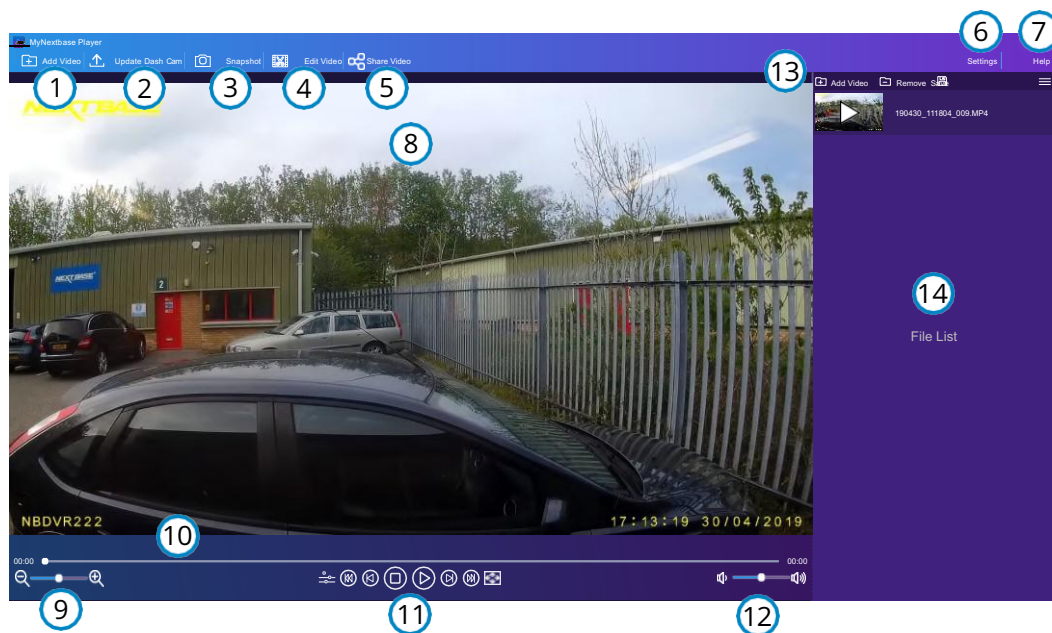 MyNextbase Player
Add Video Update Dash Cam Snapshot Edit Video Share Video Settings Help
1 2 3 4 5 6 7
13
Add Video Remove
190430_111804_009.MP4
NEXTBASE
8
NEXTBASE
2
14
File List
NBDVR222 17:13:19 30/04/2019
10
00:00 00:00
9 11 12